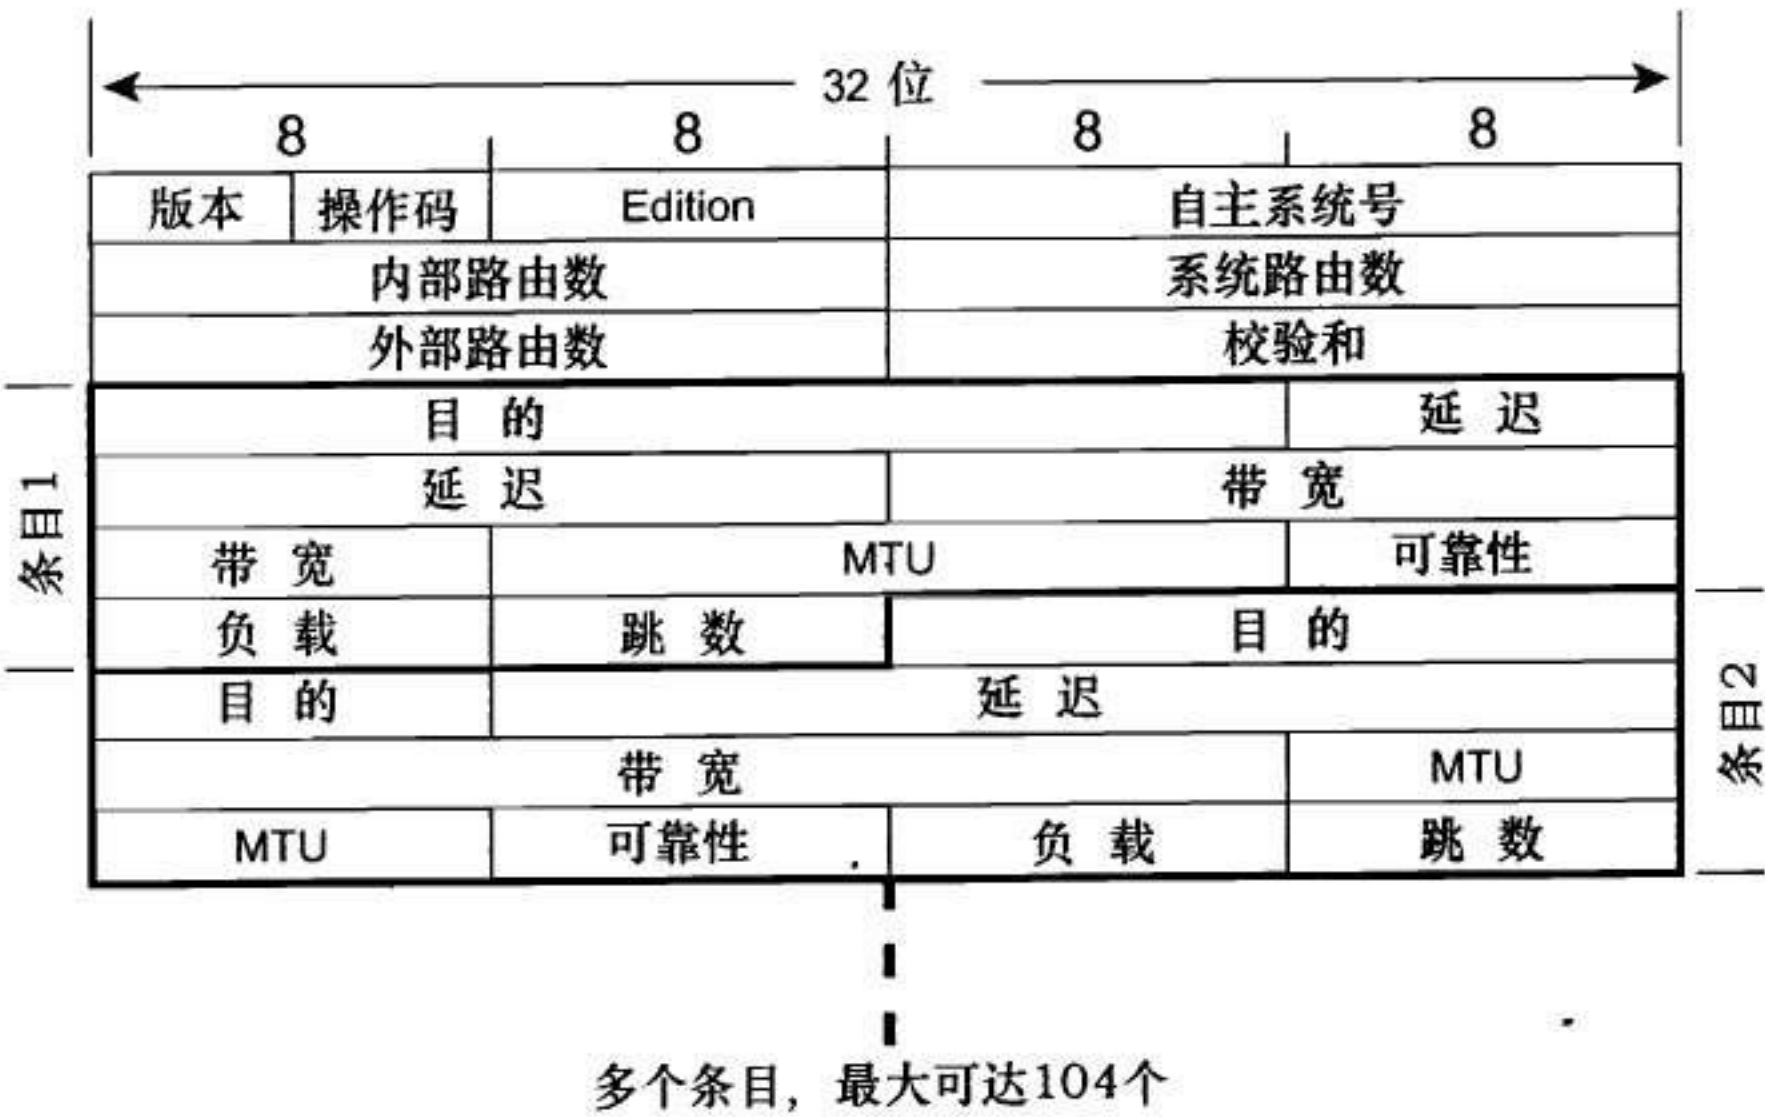 32 位
8 8 8 8
版本 操作码 Edition 自主系统号
内部路由数 系统路由数
外部路由数 校验和
目 的 延 迟
延 迟 带 宽
带 宽 MTU 可靠性
负 载 跳 数 目 的
目 的 延 迟
带 宽 MTU
MTU 可靠性 负 载 跳 数
条目1
条目2
多个条目，最大可达104个